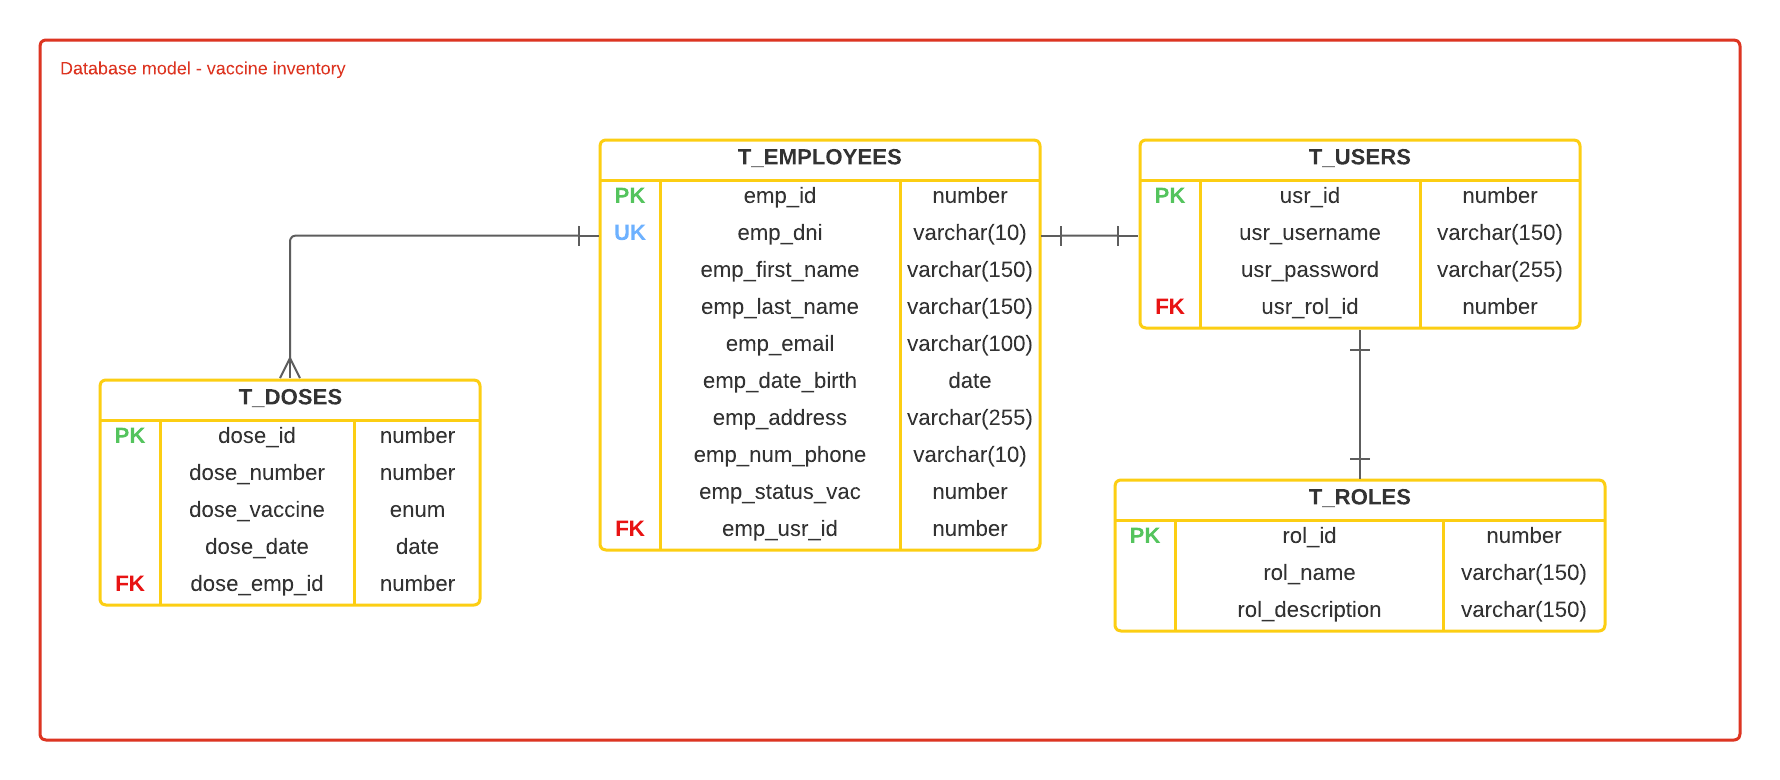 Database model - vaccine inventory
T_EMPLOYEES
PK emp_id number
UK emp_dni varchar(10)
emp_first_name varchar(150)
emp_last_name varchar(150)
emp_email varchar(100)
emp_date_birth date
emp_address varchar(255)
emp_num_phone varchar(10)
emp_status_vac number
FK emp_usr_id number
T_USERS
PK usr_id number
usr_username varchar(150)
usr_password varchar(255)
FK usr_rol_id number
T_DOSES
PK dose_id number
dose_number number
dose_vaccine enum
dose_date date
FK dose_emp_id number
T_ROLES
PK rol_id number
rol_name varchar(150)
rol_description varchar(150)